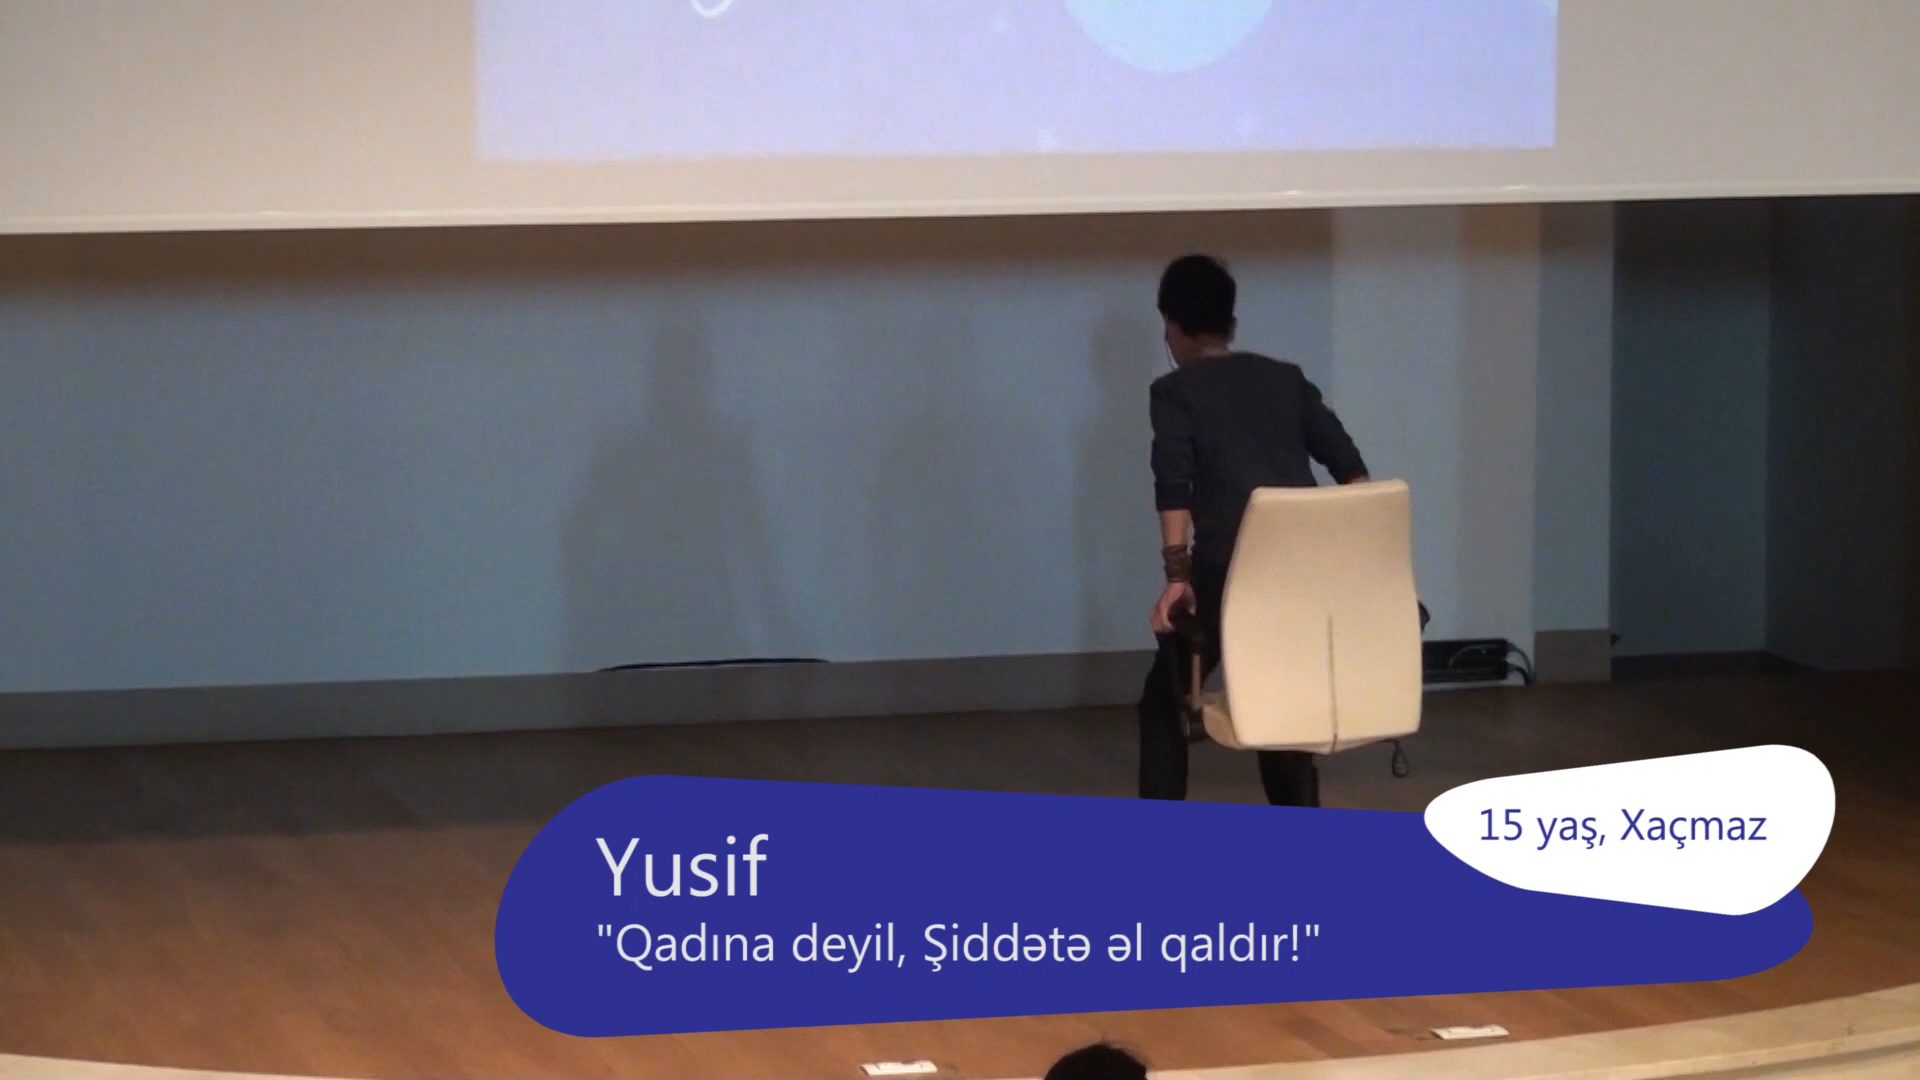 15 yaş, Xaçmaz
Yusif
"Qadına deyil, Şiddətə əl qaldır!"